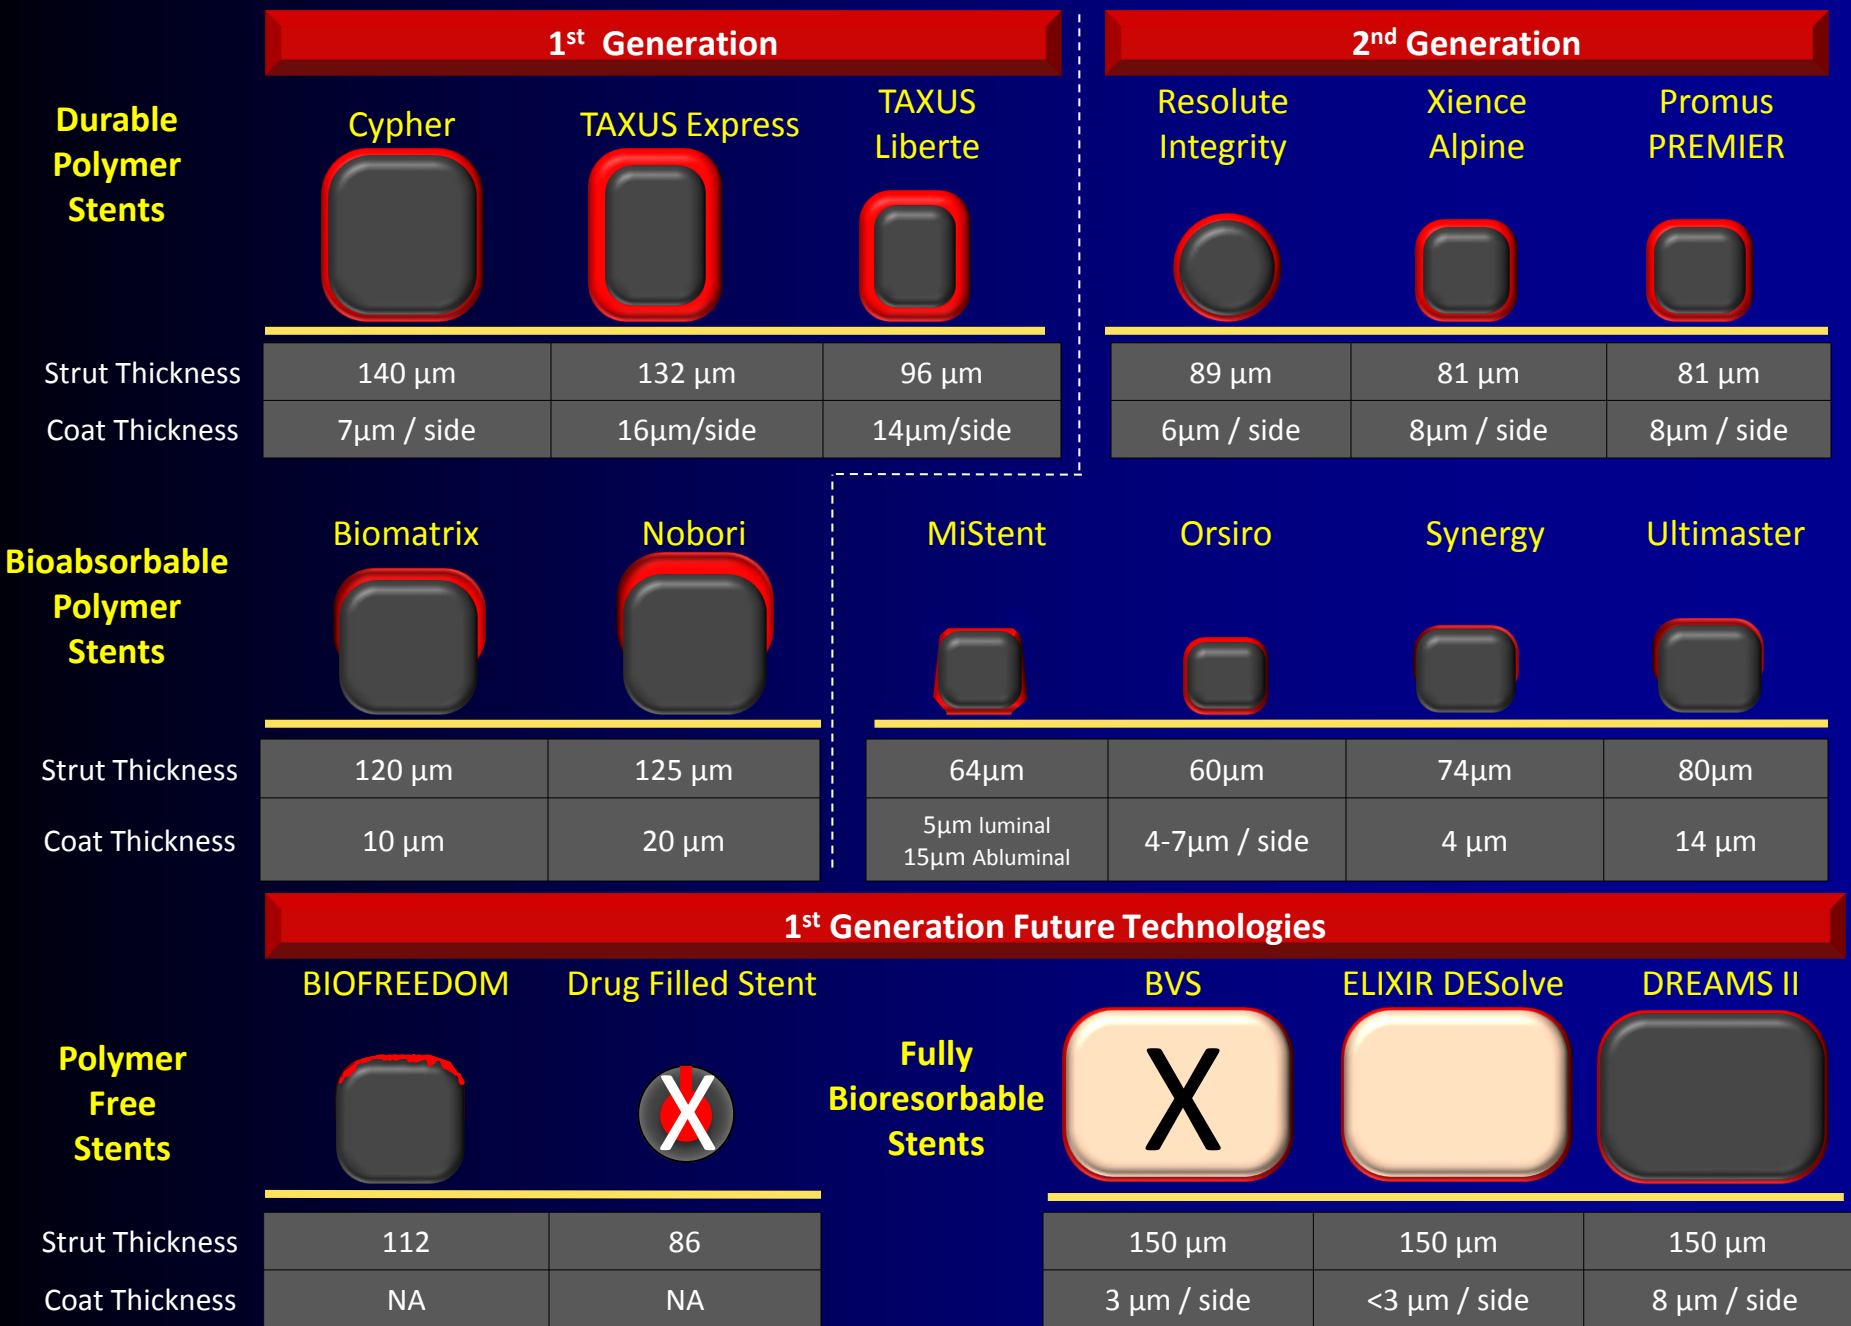 1st Generation
2nd Generation
Durable
Polymer
Stents
Cypher
TAXUS Express
TAXUS
Liberte
Resolute
Integrity
Xience
Alpine
Promus
PREMIER
Strut Thickness
140 µm
132 µm
96 µm
89 µm
81 µm
81 µm
Coat Thickness
7µm / side
16µm/side
14µm/side
6µm / side
8µm / side
8µm / side
Bioabsorbable
Polymer
Stents
Biomatrix
Nobori
MiStent
Orsiro
Synergy
Ultimaster
Strut Thickness
120 µm
125 µm
64µm
60µm
74µm
80µm
Coat Thickness
10 µm
20 µm
5µm luminal
15µm Abluminal
4-7µm / side
4 µm
14 µm
1st Generation Future Technologies
Polymer
Free
Stents
BIOFREEDOM
Drug Filled Stent
X
Fully
Bioresorbable
Stents
BVS
ELIXIR DESolve
DREAMS II
X
Strut Thickness
112
86
150 µm
150 µm
150 µm
Coat Thickness
NA
NA
3 µm / side
<3 µm / side
8 µm / side